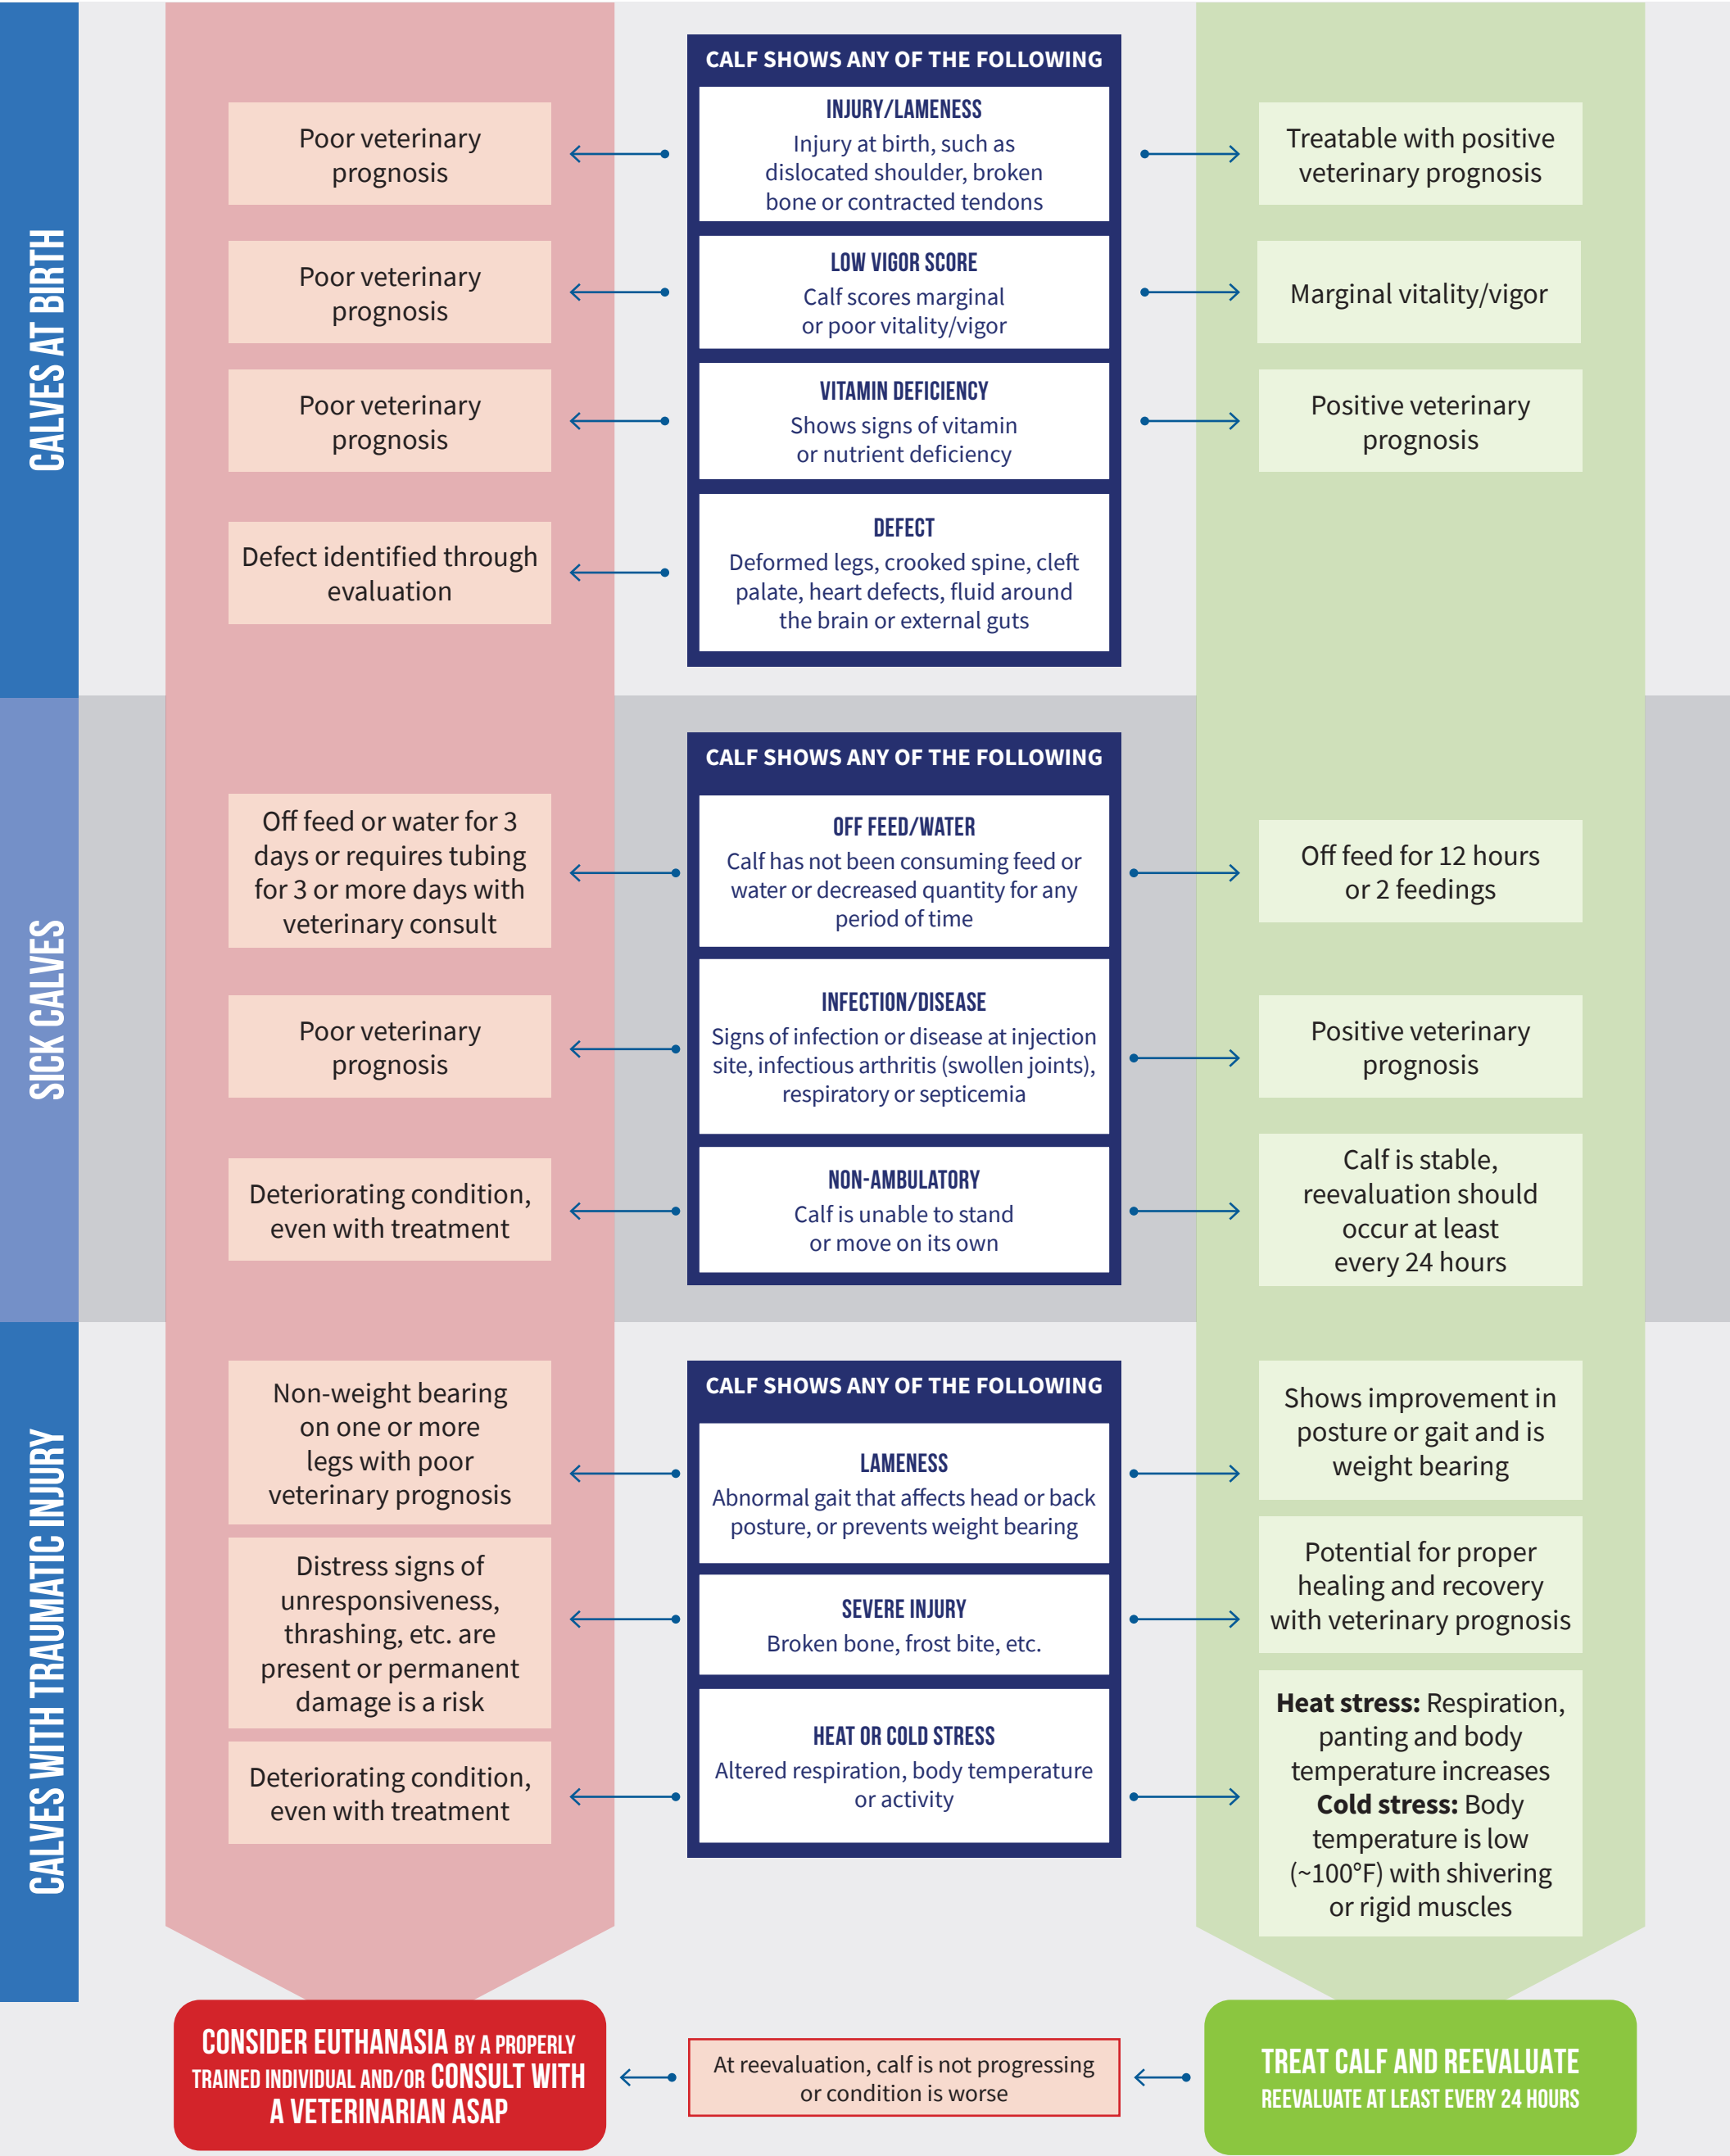 CALVES AT BIRTH
CALF SHOWS ANY OF THE FOLLOWING
Poor veterinary
prognosis
INJURY/LAMENESS
Injury at birth, such as
dislocated shoulder, broken
bone or contracted tendons
Treatable with positive
veterinary prognosis
Poor veterinary
prognosis
LOW VIGOR SCORE
Calf scores marginal
or poor vitality/vigor
Marginal vitality/vigor
Poor veterinary
prognosis
VITAMIN DEFICIENCY
Shows signs of vitamin
or nutrient deficiency
Positive veterinary
prognosis
Defect identified through
evaluation
DEFECT
Deformed legs, crooked spine, cleft
palate, heart defects, fluid around
the brain or external guts
SICK CALVES
CALF SHOWS ANY OF THE FOLLOWING
Off feed or water for 3
days or requires tubing
for 3 or more days with
veterinary consult
OFF FEED/WATER
Calf has not been consuming feed or
water or decreased quantity for any
period of time
Off feed for 12 hours
or 2 feedings
Poor veterinary
prognosis
INFECTION/DISEASE
Signs of infection or disease at injection
site, infectious arthritis (swollen joints),
respiratory or septicemia
Positive veterinary
prognosis
Deteriorating condition,
even with treatment
NON-AMBULATORY
Calf is unable to stand
or move on its own
Calf is stable,
reevaluation should
occur at least
every 24 hours
CALVES WITH TRAUMATIC INJURY
CALF SHOWS ANY OF THE FOLLOWING
Non-weight bearing
on one or more
legs with poor
veterinary prognosis
LAMENESS
Abnormal gait that affects head or back
posture, or prevents weight bearing
Shows improvement in
posture or gait and is
weight bearing
Distress signs of
unresponsiveness,
thrashing, etc. are
present or permanent
damage is a risk
SEVERE INJURY
Broken bone, frost bite, etc.
Potential for proper
healing and recovery
with veterinary prognosis
Deteriorating condition,
even with treatment
HEAT OR COLD STRESS
Altered respiration, body temperature
or activity
Heat stress: Respiration,
panting and body
temperature increases
Cold stress: Body
temperature is low
(~100°F) with shivering
or rigid muscles
CONSIDER EUTHANASIA BY A PROPERLY
TRAINED INDIVIDUAL AND/OR CONSULT WITH
A VETERINARIAN ASAP
At reevaluation, calf is not progressing
or condition is worse
TREAT CALF AND REEVALUATE
REEVALUATE AT LEAST EVERY 24 HOURS